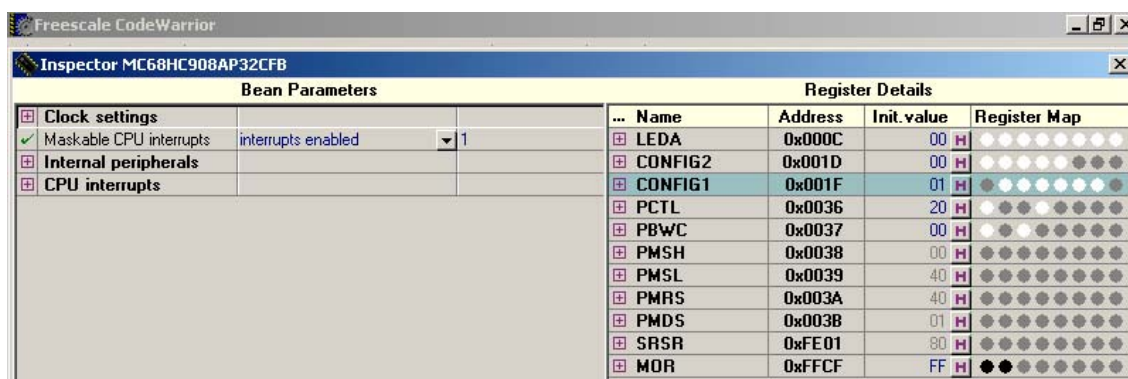 Freescale CodeWarrior
Inspector MC68HC908AP32CFB
Bean Parameters Register Details
Clock settings ... Name Address Init.value Register Map
Maskable CPU interrupts interrupts enabled 1 LEDA 0x000C 00 H
Internal peripherals CONFIG2 0x001D 00 H
CPU interrupts CONFIG1 0x001F 01 H
PCTL 0x0036 20 H
PBWC 0x0037 00 H
PMSH 0x0038 00 H
PMSL 0x0039 40 H
PMRS 0x003A 40 H
PMDS 0x003B 01 H
SRSR 0xFE01 80 H
MOR 0xFFCF FF H